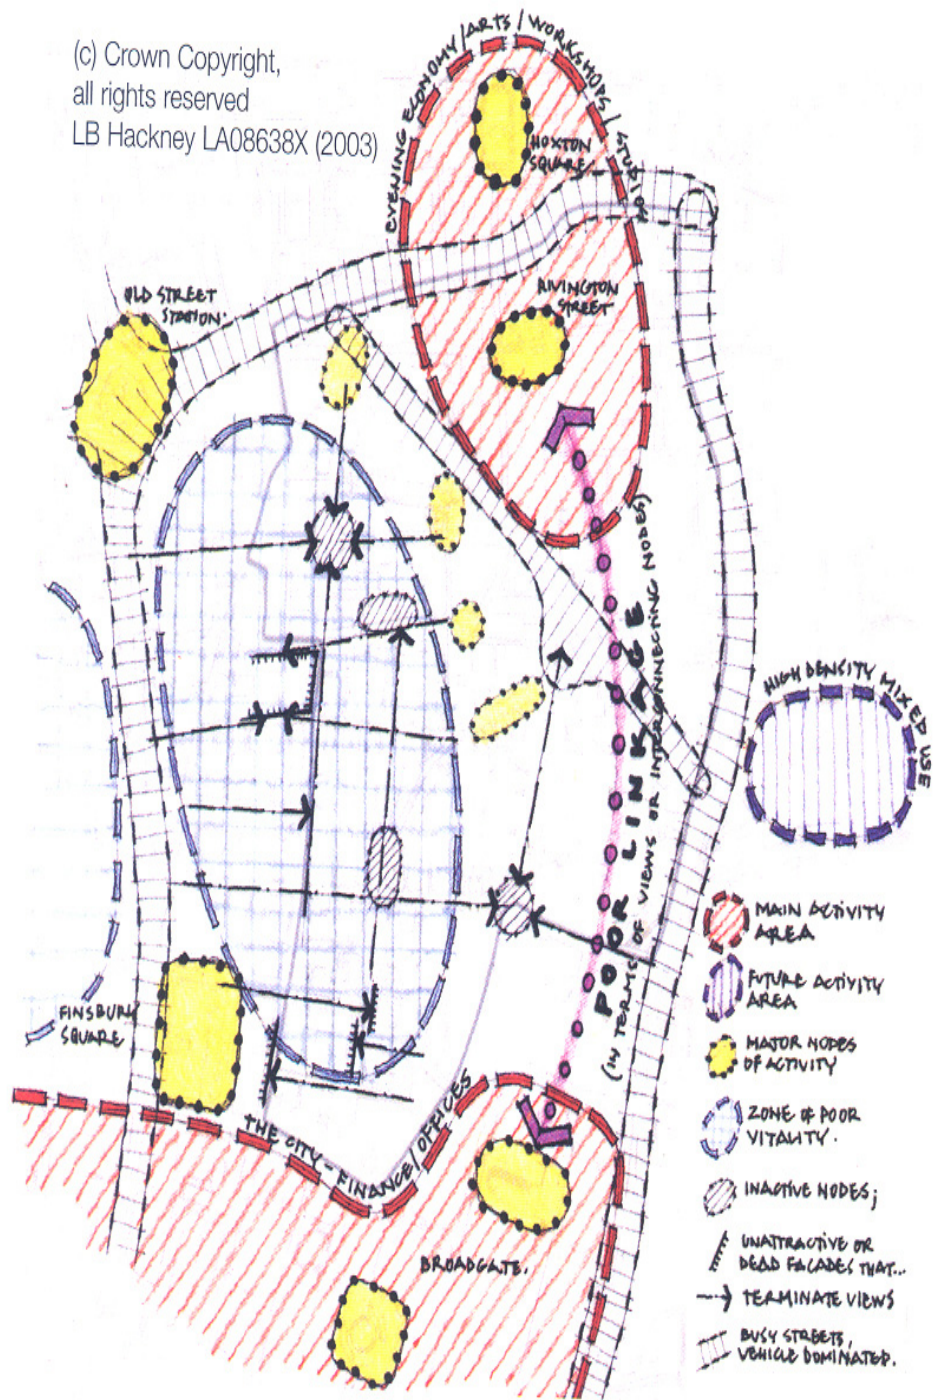 (c) Crown Copyright,
all rights reserved
LB Hackney LA08638X (2003)
EVENING ECONOMY/ARTS/WORKSHOPS/STUDIOS
HOXTON
SQUARE
OLD STREET
STATION.
RIVINGTON
STREET
POOR LINKAGE
(IN TERMS OF VIEWS OR INTERCONNECTING NODES)
HIGH DENSITY MIXED USE
FINSBURY
SQUARE
THE CITY - FINANCE/OFFICES
BROADGATE.
MAIN ACTIVITY
AREA
FUTURE ACTIVITY
AREA
MAJOR NODES
OF ACTIVITY
ZONE OF POOR
VITALITY.
INACTIVE NODES;
UNATTRACTIVE OR
DEAD FACADES THAT...
TERMINATE VIEWS
BUSY STREETS,
VEHICLE DOMINATED.